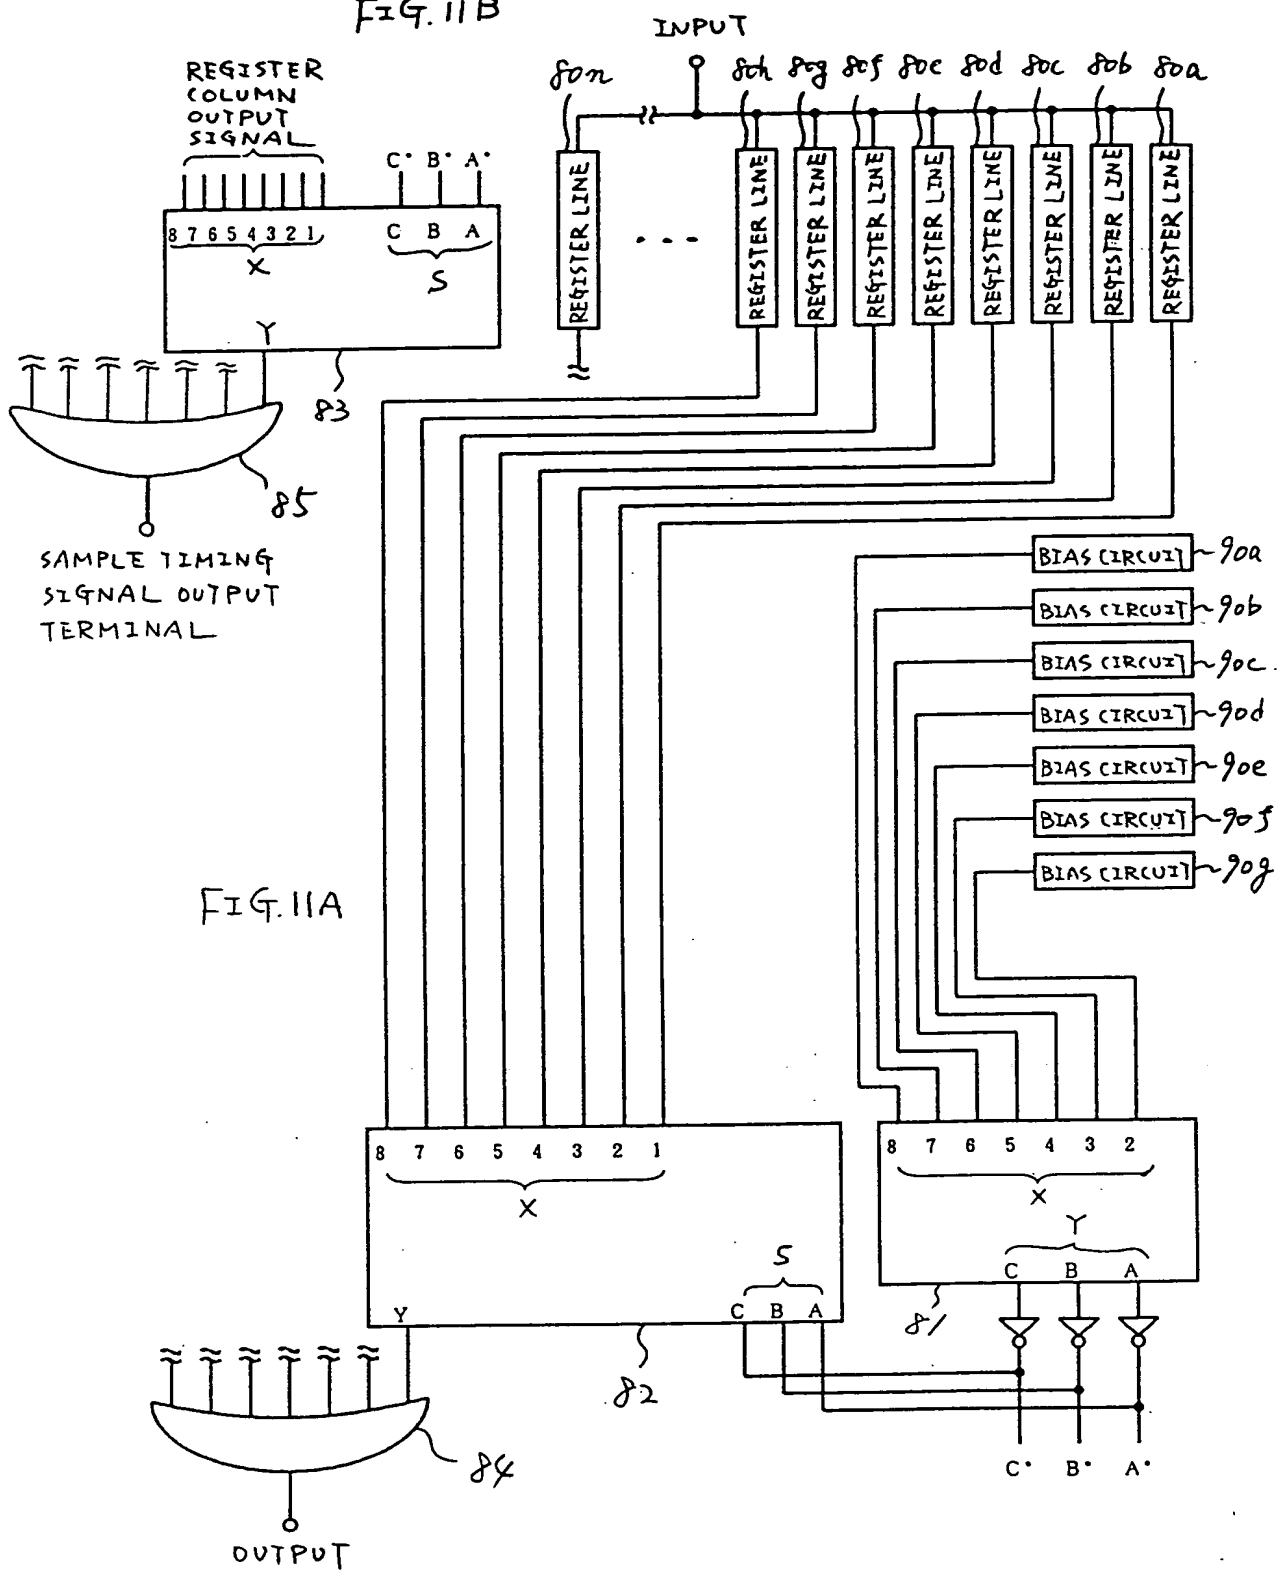 FIG. 11B
INPUT
REGISTER
COLUMN
OUTPUT
SIGNAL
80n 80h 80g 80f 80e 80d 80c 80b 80a
C• B• A•
REGISTER LINE
REGISTER LINE
REGISTER LINE
REGISTER LINE
REGISTER LINE
REGISTER LINE
REGISTER LINE
REGISTER LINE
REGISTER LINE
8 7 6 5 4 3 2 1
X
C B A
S
Y
83
85
SAMPLE TIMING
SIGNAL OUTPUT
TERMINAL
BIAS CIRCUIT 90a
BIAS CIRCUIT 90b
BIAS CIRCUIT 90c
BIAS CIRCUIT 90d
BIAS CIRCUIT 90e
BIAS CIRCUIT 90f
BIAS CIRCUIT 90g
FIG. 11A
8 7 6 5 4 3 2 1
X
S
Y
C B A
82
8 7 6 5 4 3 2
X
Y
C B A
81
84
C• B• A•
OUTPUT